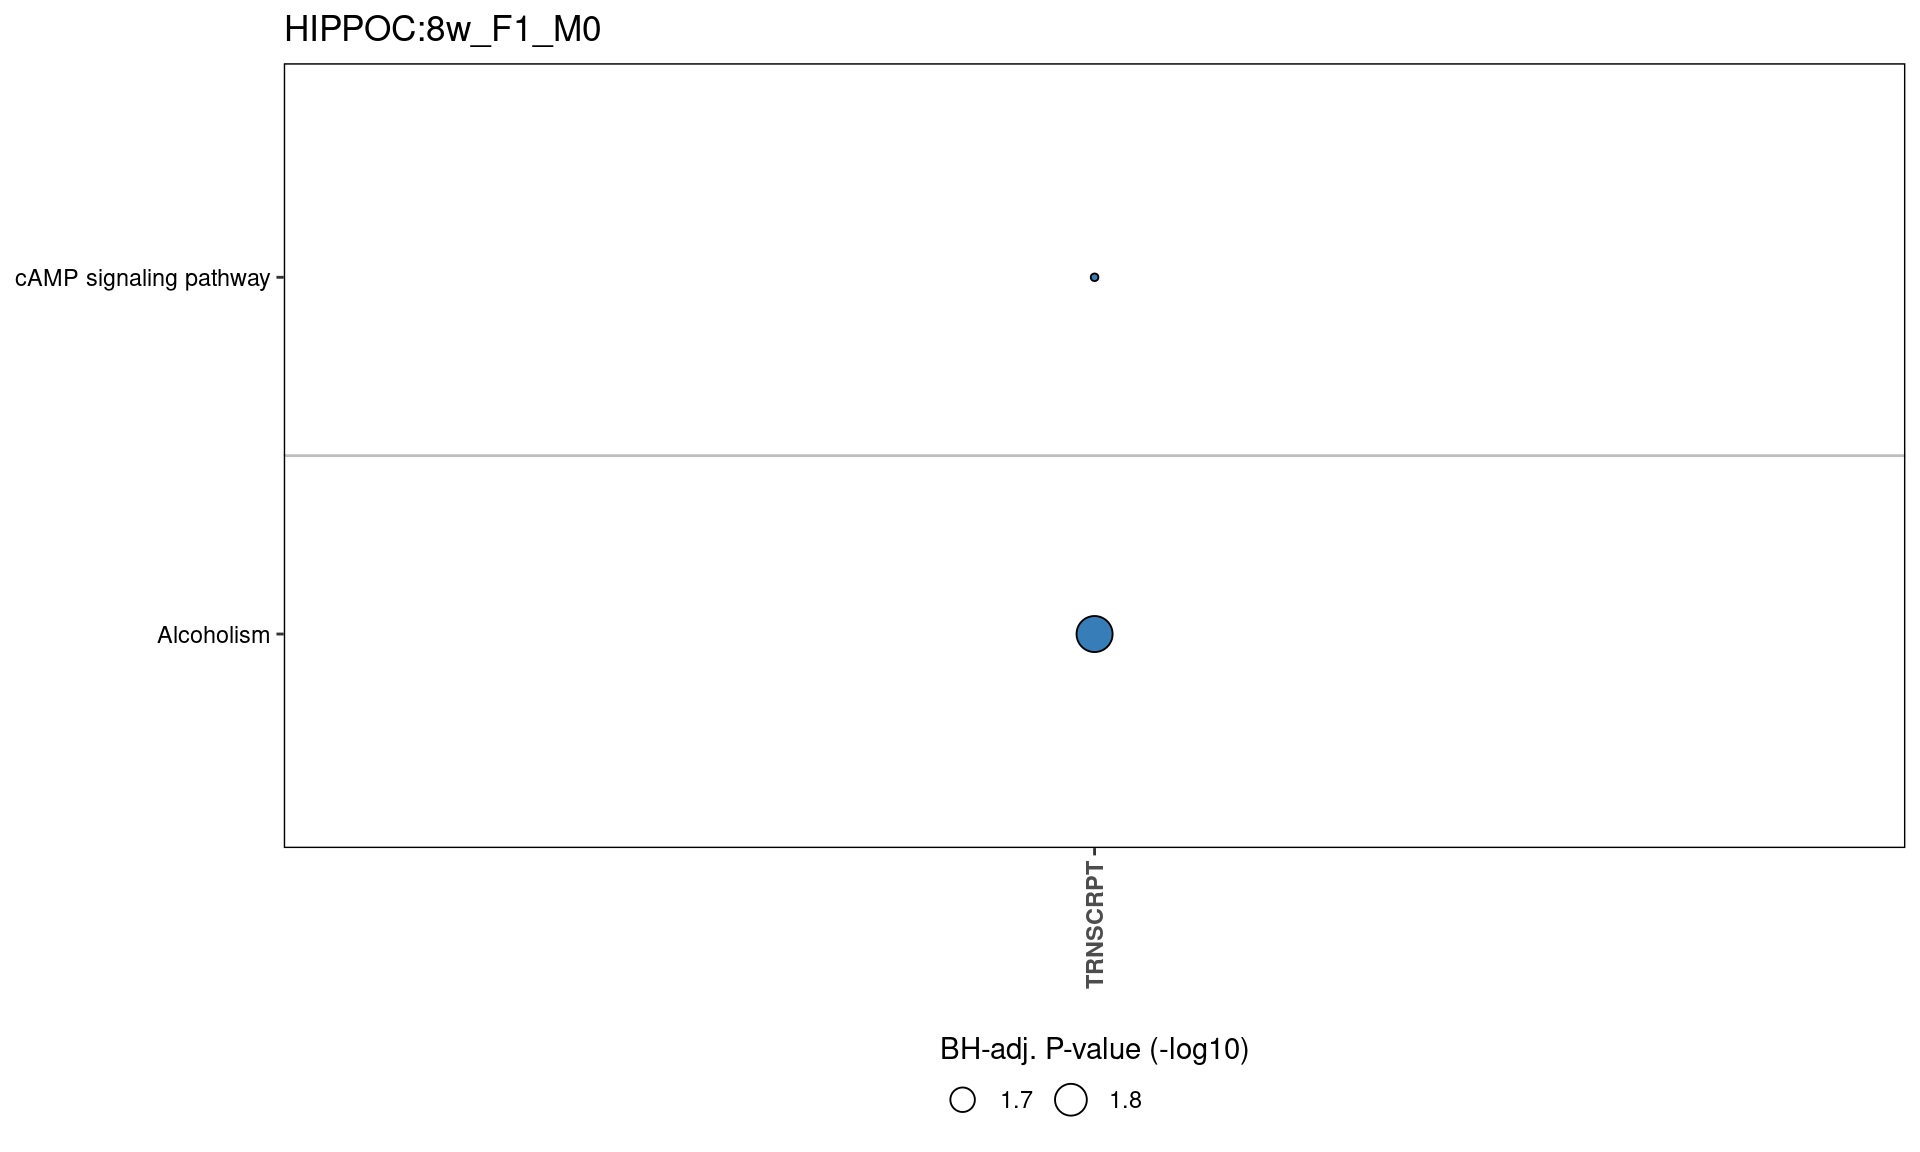 HIPPOC:8w_F1_M0
cAMP signaling pathway
Alcoholism
TRNSCRPT
BH-adj. P-value (-log10)
1.7 1.8